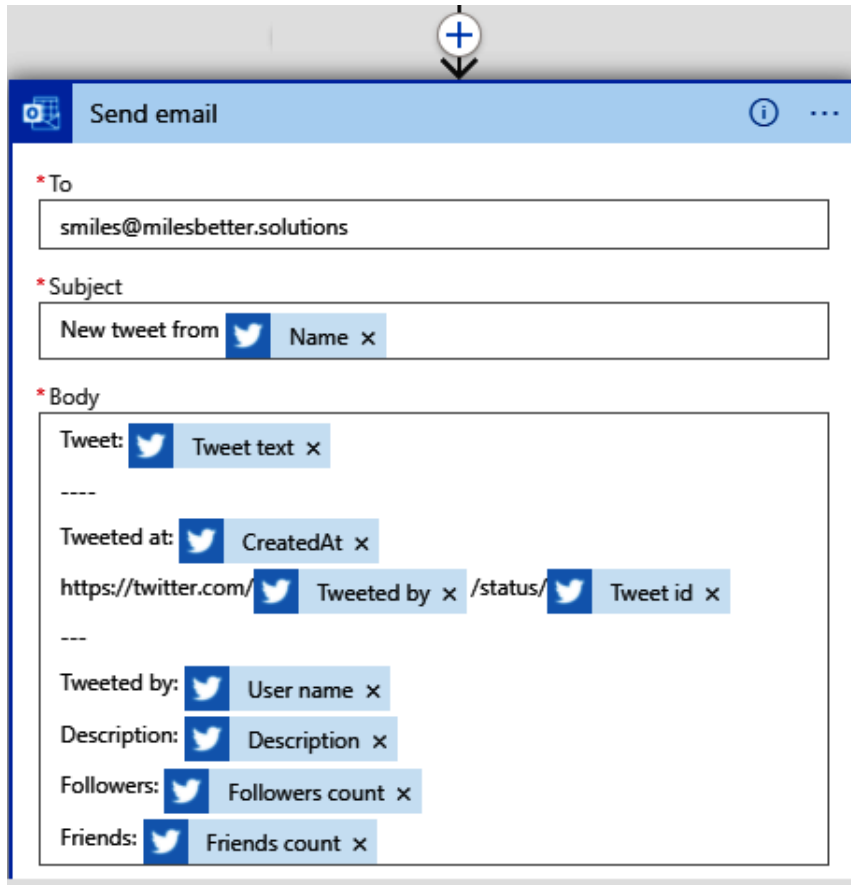 Send email
*To
smiles@milesbetter.solutions
*Subject
New tweet from Name ×
*Body
Tweet: Tweet text ×
----
Tweeted at: CreatedAt ×
https://twitter.com/ Tweeted by × /status/ Tweet id ×
---
Tweeted by: User name ×
Description: Description ×
Followers: Followers count ×
Friends: Friends count ×